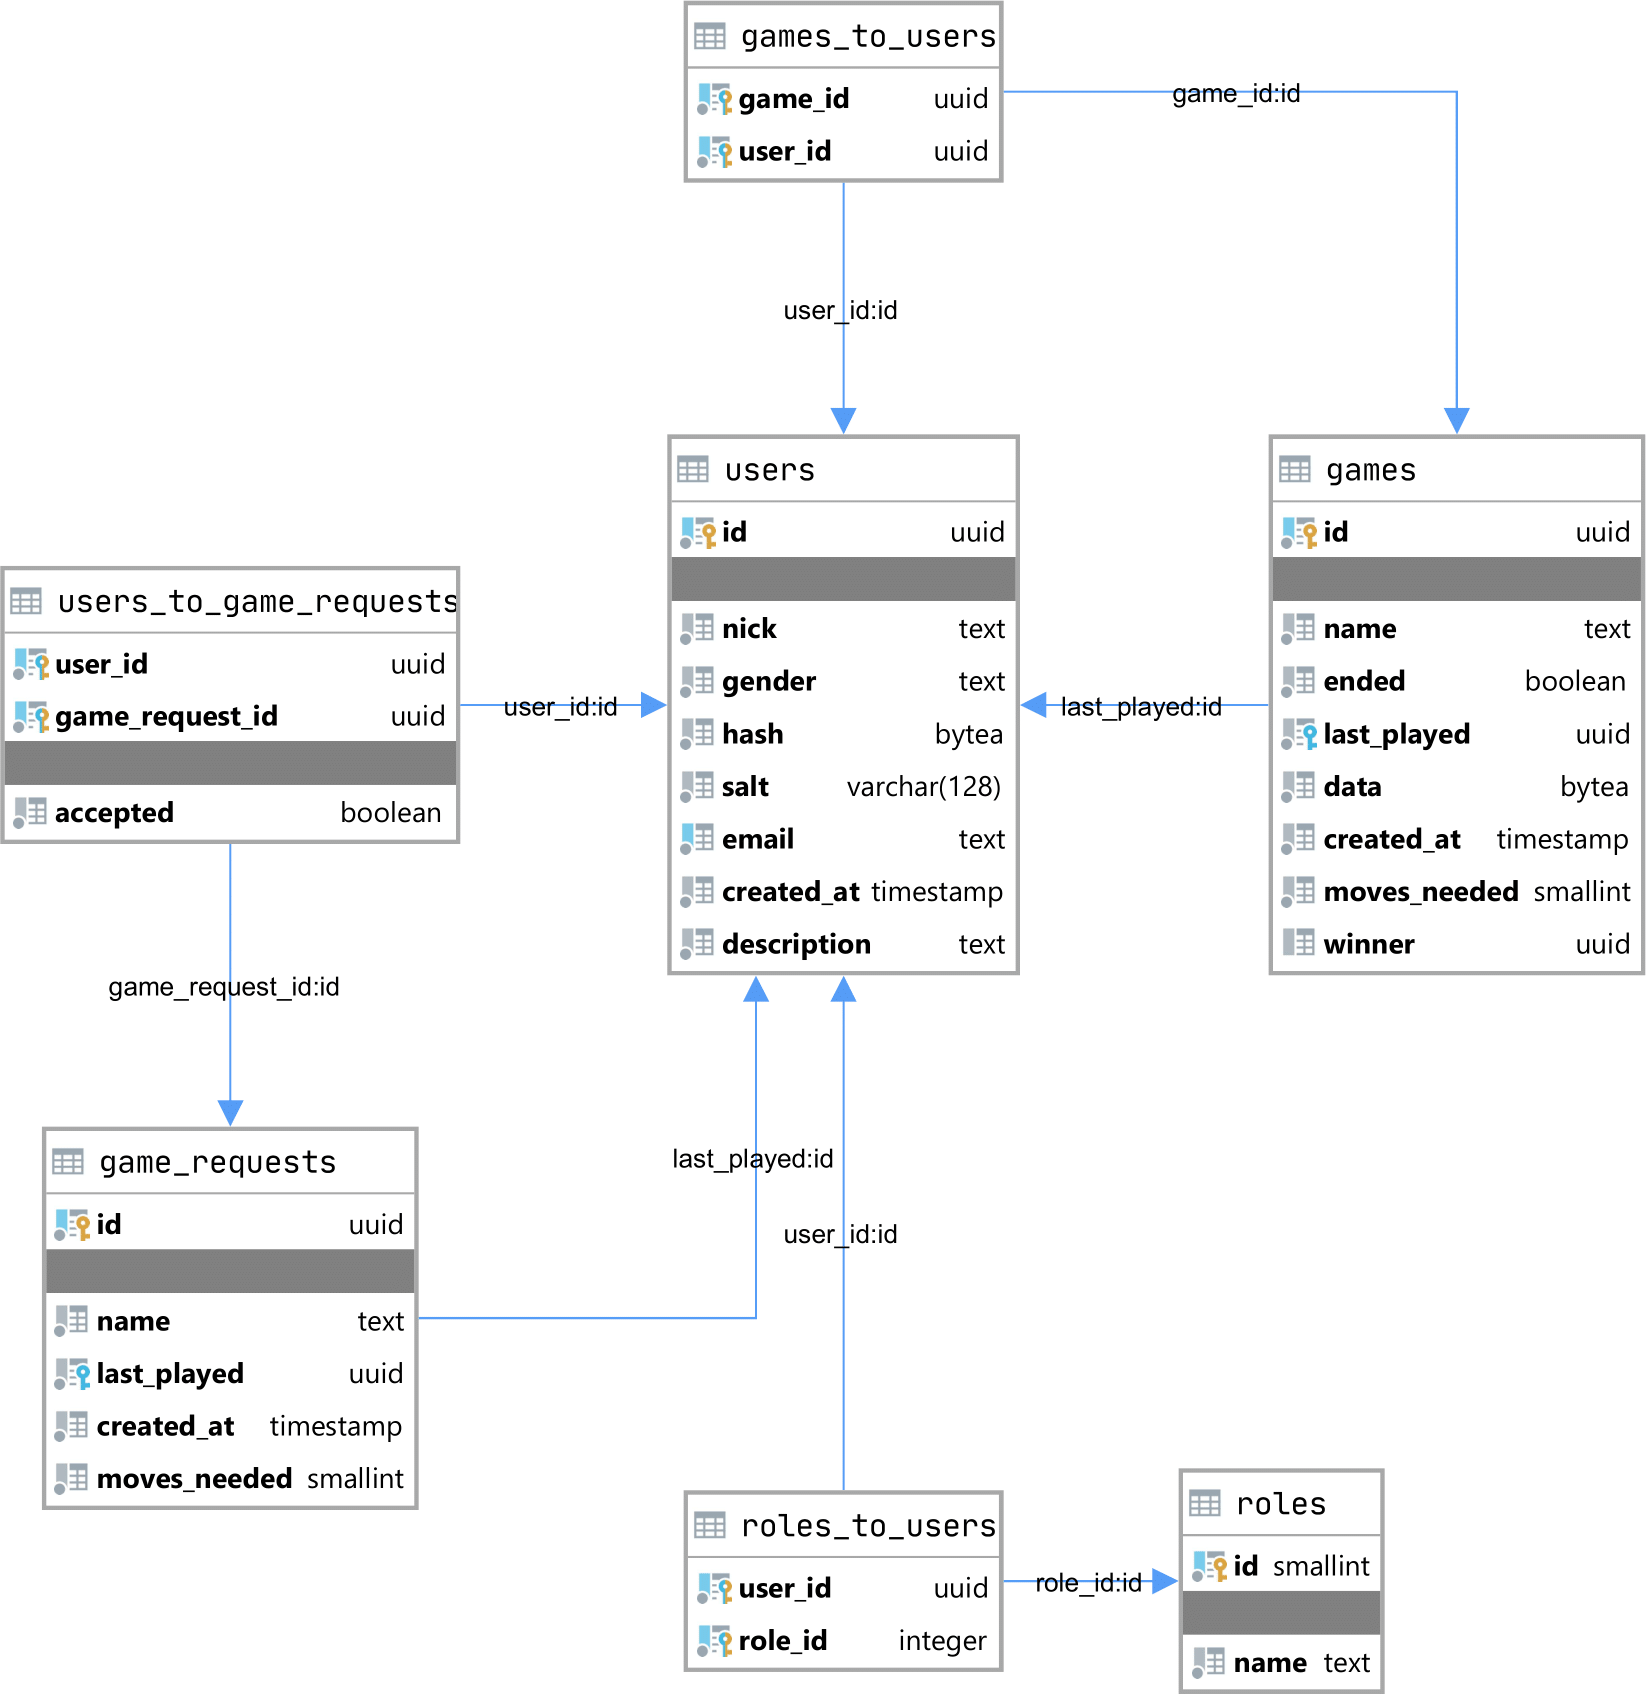 games_to_users
game_id uuid
user_id uuid
game_id:id
user_id:id
users
id uuid
nick text
gender text
hash bytea
salt varchar(128)
email text
created_at timestamp
description text
games
id uuid
name text
ended boolean
last_played uuid
data bytea
created_at timestamp
moves_needed smallint
winner uuid
users_to_game_requests
user_id uuid
game_request_id uuid
accepted boolean
user_id:id
last_played:id
game_request_id:id
game_requests
id uuid
name text
last_played uuid
created_at timestamp
moves_needed smallint
last_played:id
user_id:id
roles_to_users
user_id uuid
role_id integer
role_id:id
roles
id smallint
name text